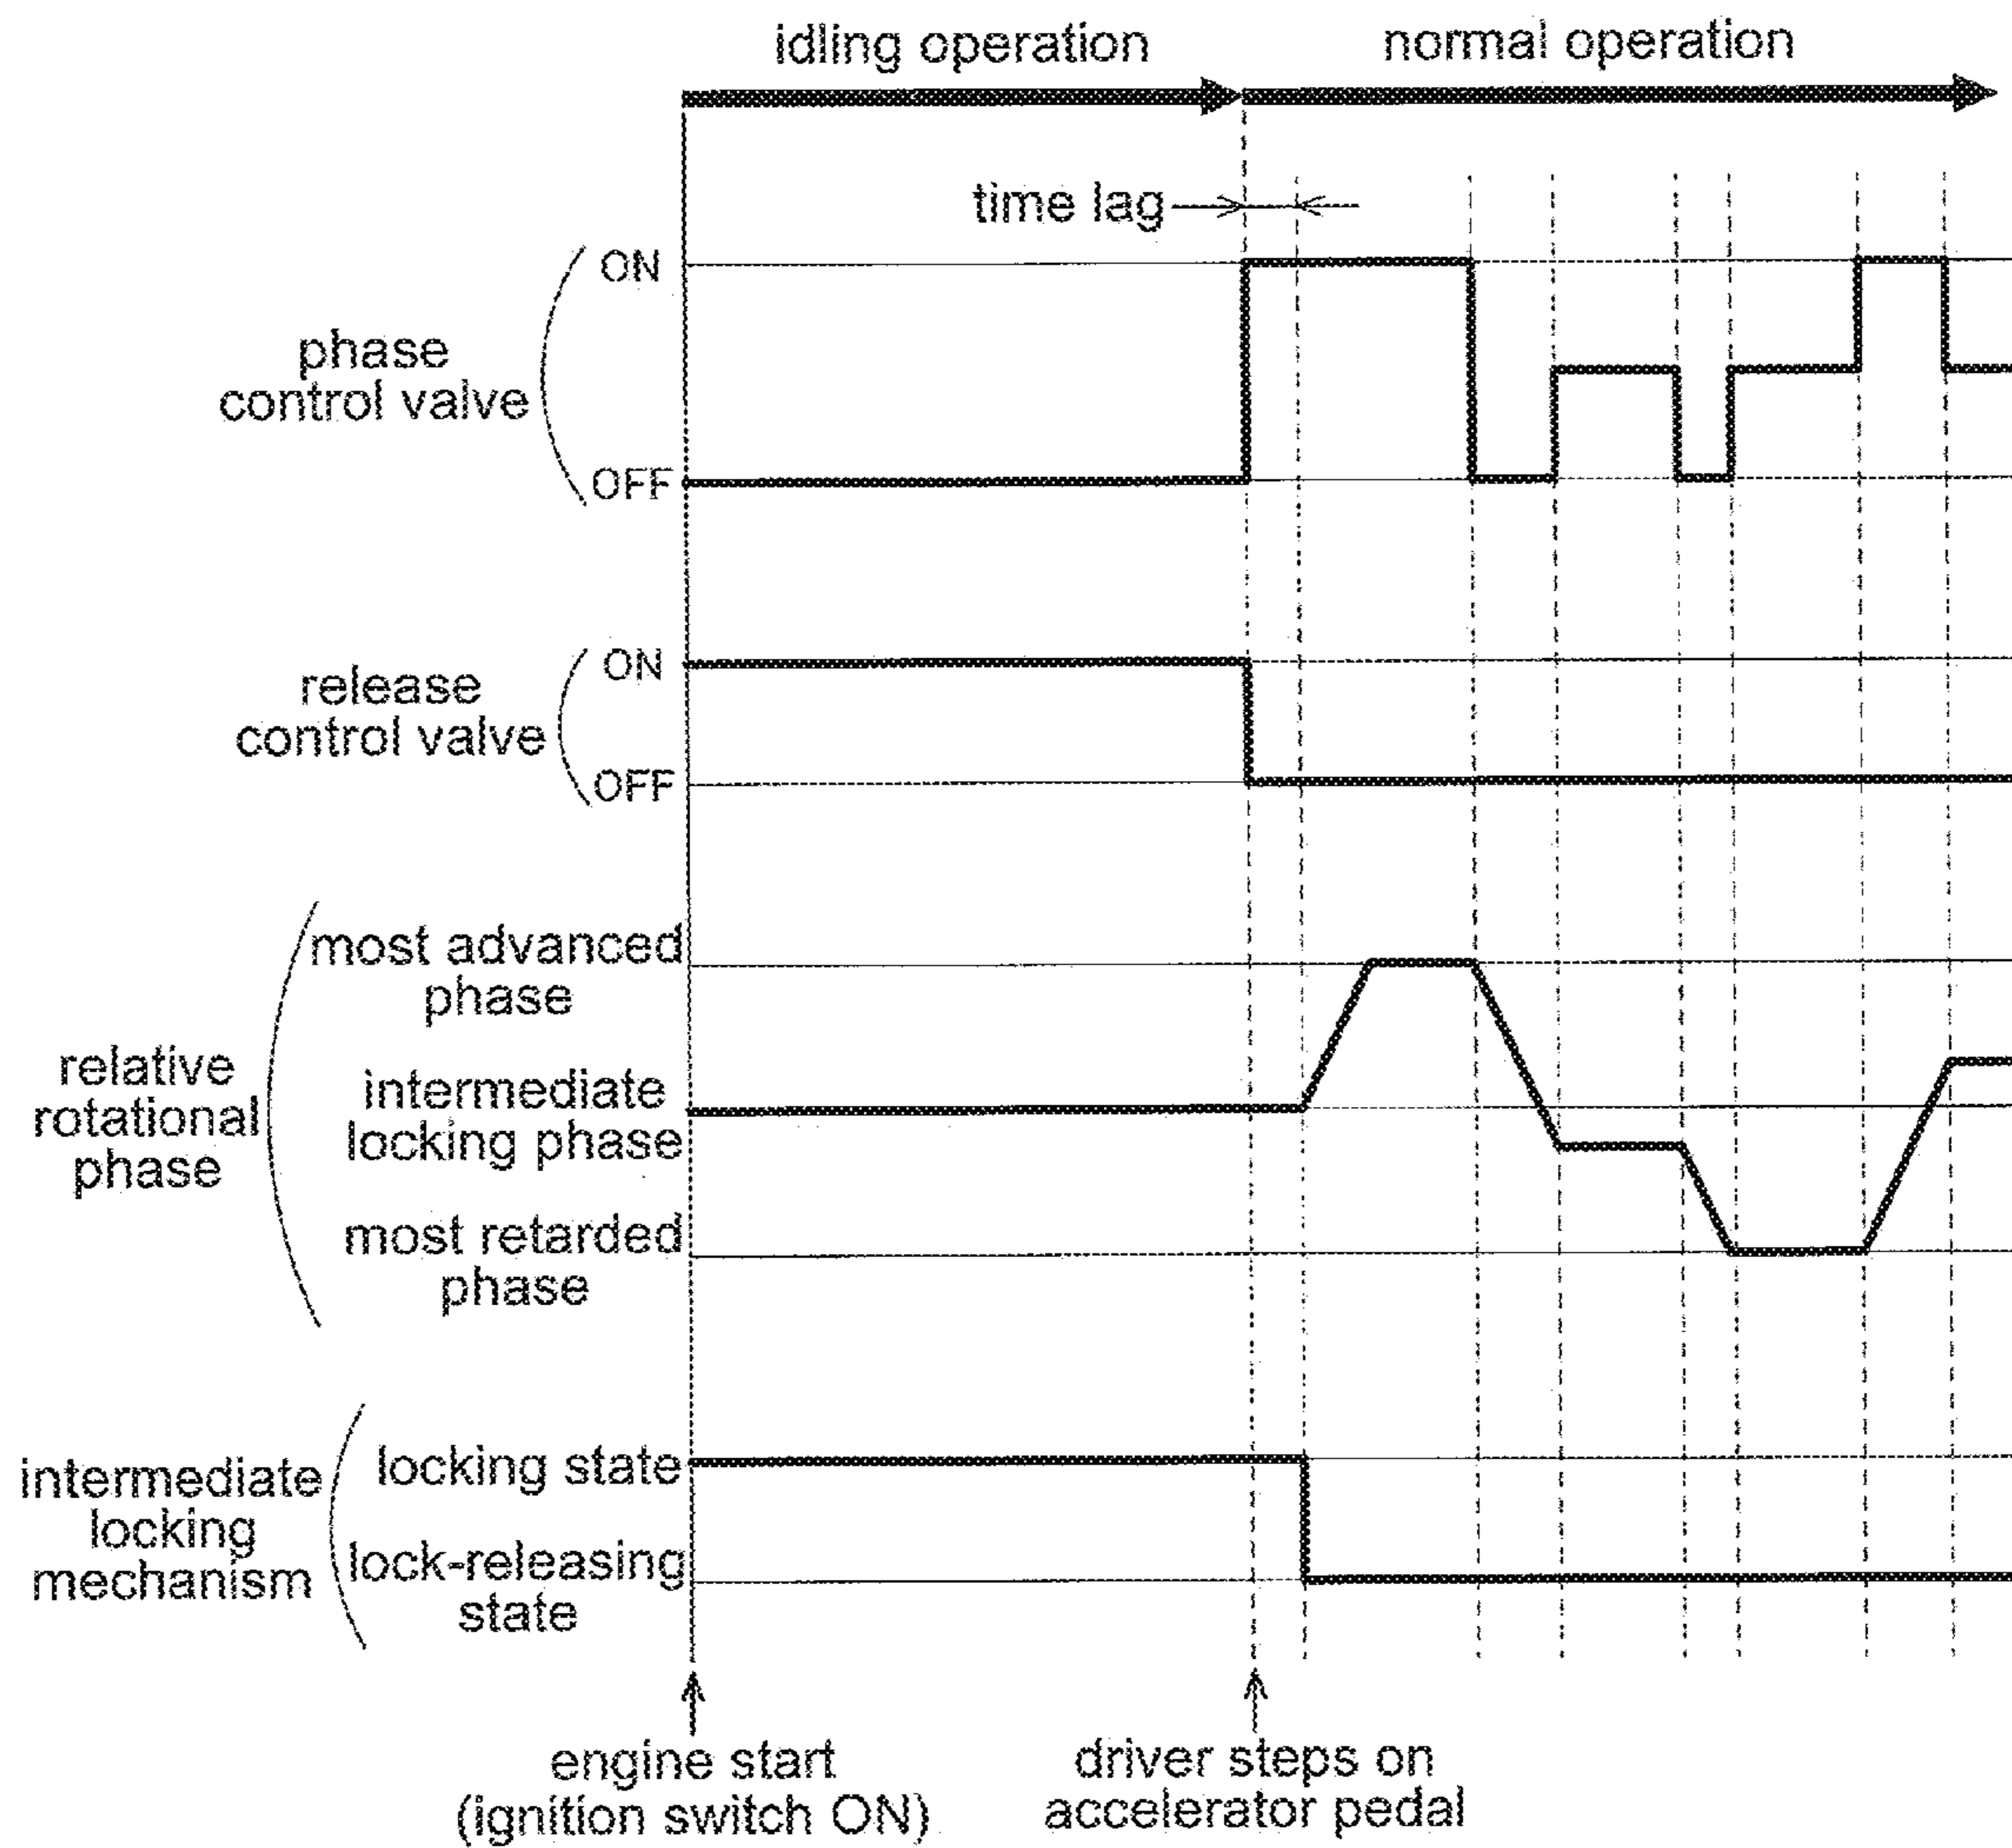 idling operation
normal operation
time lag
ON
phase
control valve
OFF
ON
release
control valve
OFF
most advanced
phase
relative
rotational
phase
intermediate
locking phase
most retarded
phase
intermediate
locking
mechanism
locking state
lock-releasing
state
engine start
(ignition switch ON)
driver steps on
accelerator pedal